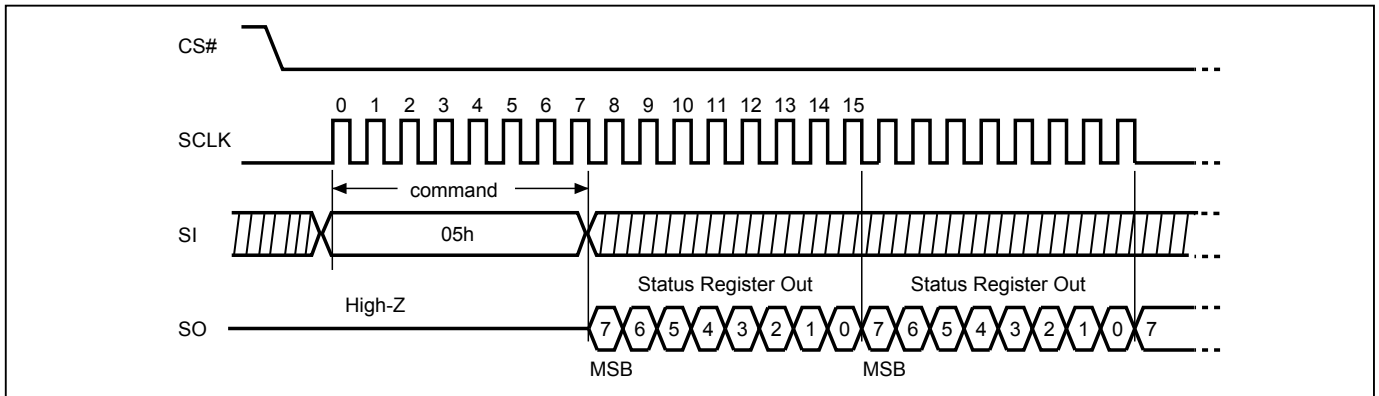 CS#
0 1 2 3 4 5 6 7 8 9 10 11 12 13 14 15
SCLK
command
SI
05h
Status Register Out Status Register Out
High-Z
SO
7 6 5 4 3 2 1 0 7 6 5 4 3 2 1 0 7
MSB MSB